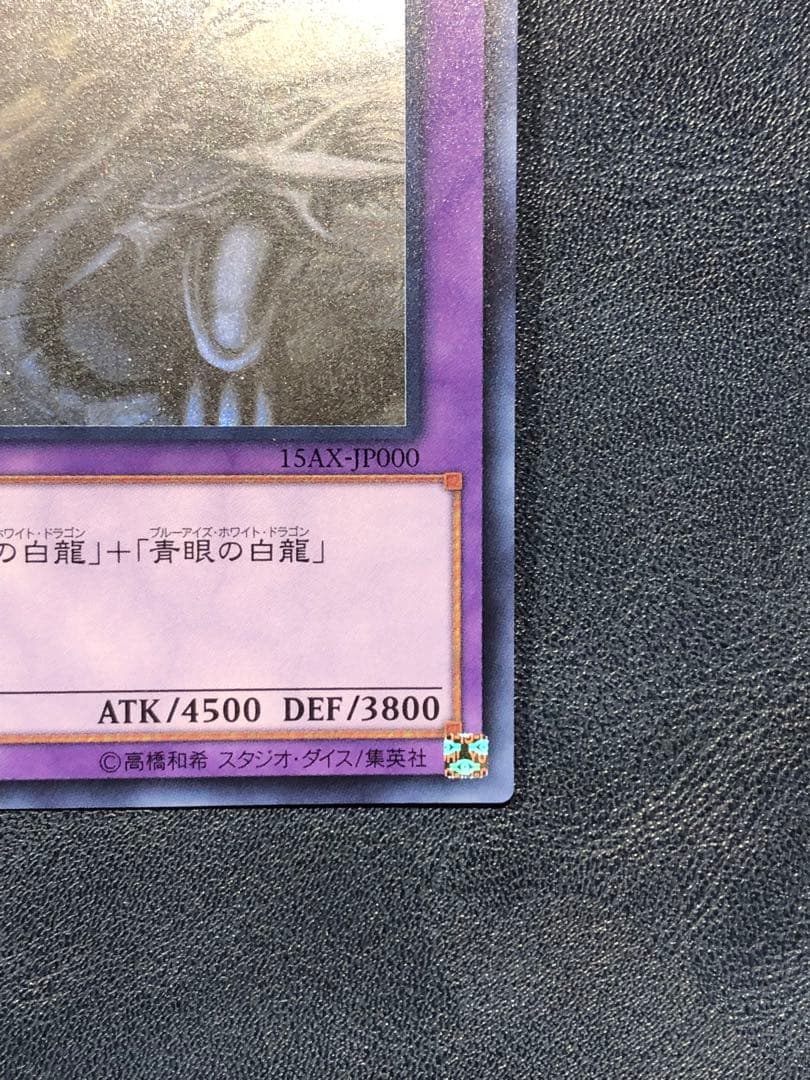 15AX-JP000
ホワイト・ドラゴン ブルーアイズ・ホワイト・ドラゴン
の白龍」+「青眼の白龍」
ATK/4500 DEF/3800
©高橋和希 スタジオ・ダイス/集英社